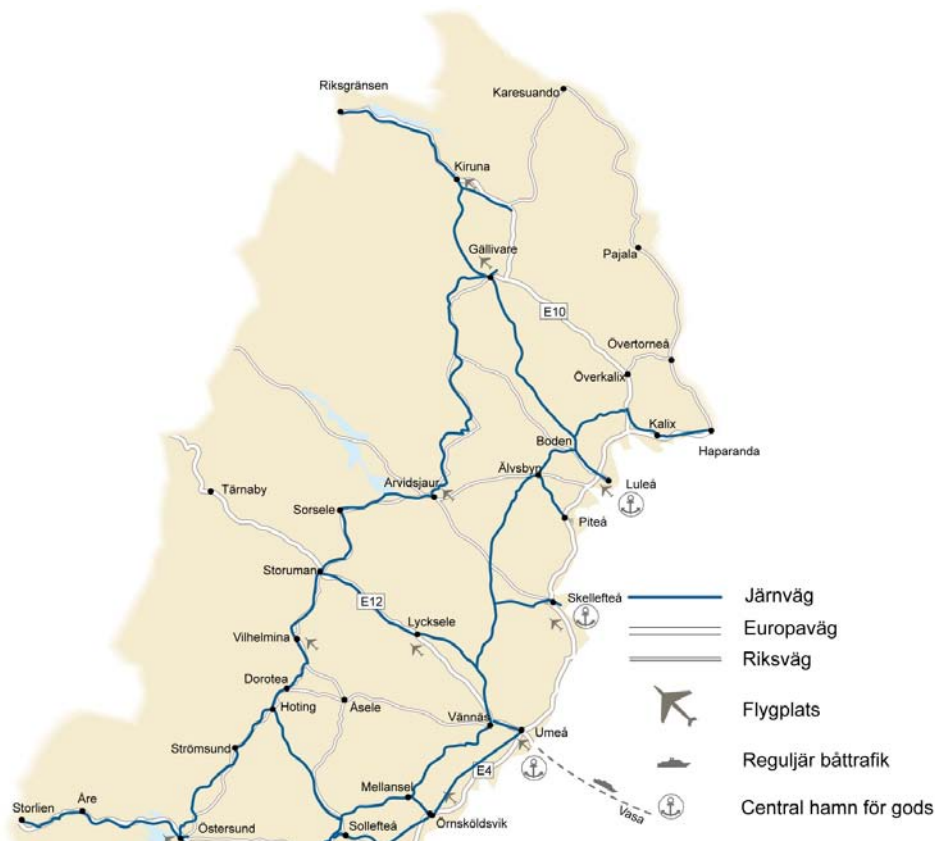 Riksgränsen
Karesuando
Kiruna
Gällivare
Pajala
E10
Övertorneå
Överkalix
Kalix
Boden
Haparanda
Älvsbyn
Tärnaby
Arvidsjaur
Luleå
Sorsele
Piteå
Storuman
E12
Skellefteå
Lycksele
Vilhelmina
Dorotea
Åsele
Hoting
Vännäs
Umeå
Strömsund
E4
Mellansel
Storlien
Åre
Vasa
Örnsköldsvik
Östersund
Sollefteå
Järnväg
Europaväg
Riksväg
Flygplats
Reguljär båttrafik
Central hamn för gods